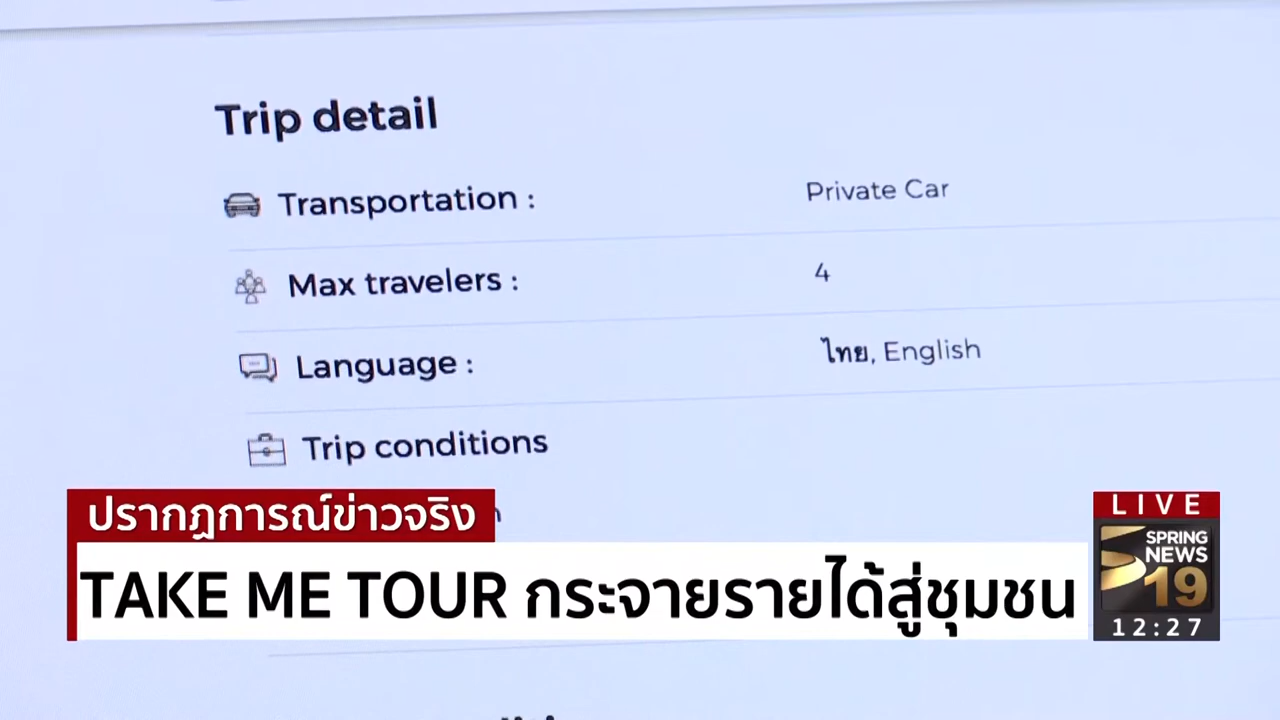 Trip detail
Transportation : Private Car
Max travelers : 4
Language : ไทย, English
Trip conditions
ปรากฏการณ์ข่าวจริง
TAKE ME TOUR กระจายรายได้สู่ชุมชน
LIVE
SPRING
NEWS
19
12:27